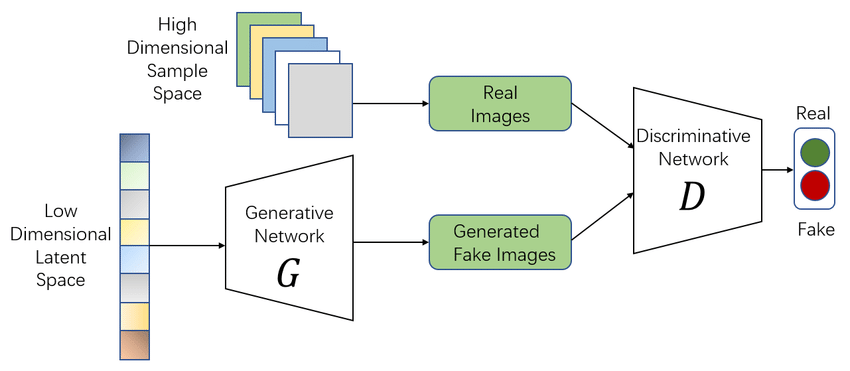 High
Dimensional
Sample
Space
Real
Images
Discriminative
Network
D
Real
Fake
Low
Dimensional
Latent
Space
Generative
Network
G
Generated
Fake Images